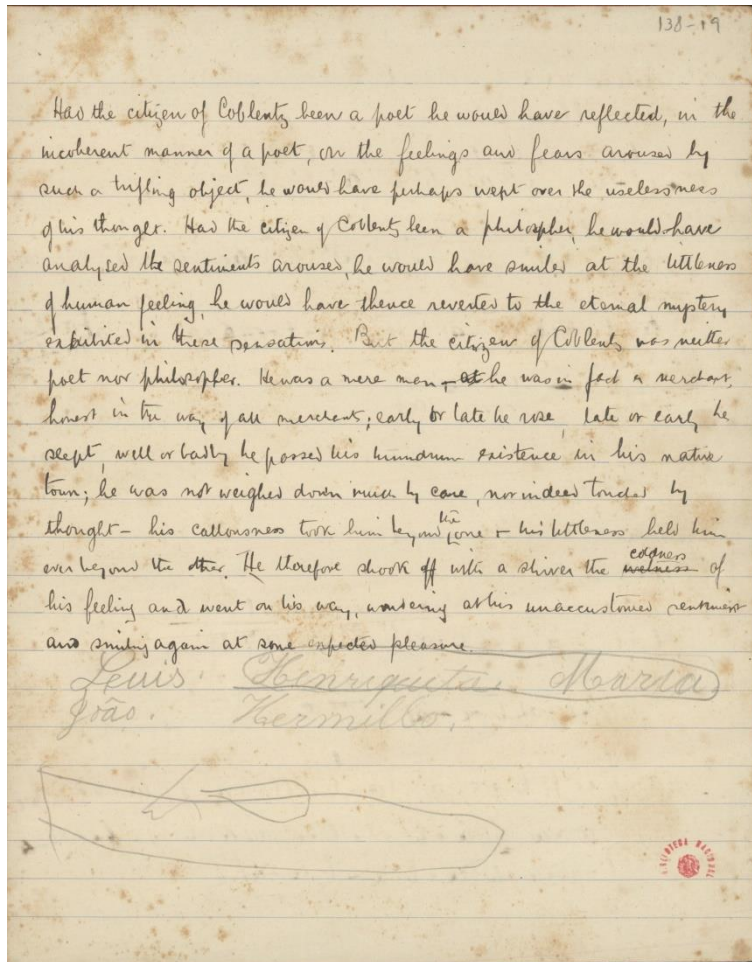 138-19
Had the citizen of Coblentz been a poet he would have reflected, in the
incoherent manner of a poet, on the feelings and fears aroused by
such a trifling object, he would have perhaps wept over the uselessness
of his thought. Had the citizen of Coblentz been a philospher, he would have
analysed the sentiments aroused, he would have smiled at the littleness
of human feeling, he would have thence reverted to the eternal mystery
exhibited in these sensations. But the citizen of Coblentz was neither
poet nor philosopher. He was a mere man, he was in fact a merchant,
honest in the way of all merchants; early or late he rose, late or early he
slept, well or badly he passed his humdrum existence in his native
town; he was not weighed down much by care, nor indeed touched by
thought - his callousness took him beyond the one & his littleness held him
ever beyond the other. He therefore shook off with a shiver the coldness of
his feeling and went on his way, wondering at his unaccustomed sentiment
and smiling again at some expected pleasure.
Luis. Henriqueta. Maria
João. Hermillo.
BIBLIOTECA NACIONAL